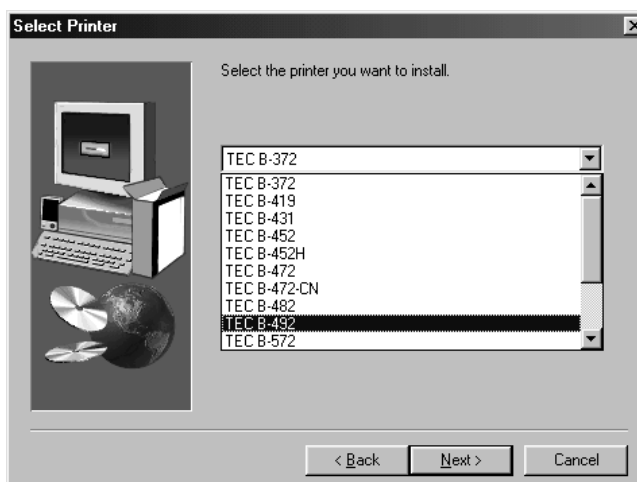 Select Printer
Select the printer you want to install.
TEC B-372
TEC B-372
TEC B-419
TEC B-431
TEC B-452
TEC B-452H
TEC B-472
TEC B-472-CN
TEC B-482
TEC B-492
TEC B-572
< Back
Next >
Cancel